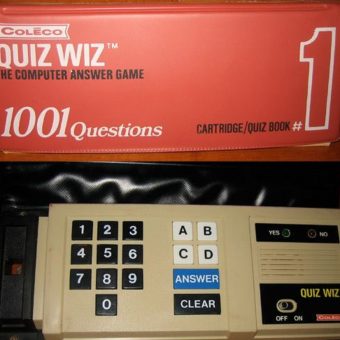 COLECO
QUIZ WIZ™
THE COMPUTER ANSWER GAME
1001 Questions
CARTRIDGE/QUIZ BOOK #1
1 2 3
A B
4 5 6
C D
7 8 9
ANSWER
0
CLEAR
YES NO
QUIZ WIZ
OFF ON
COLECO